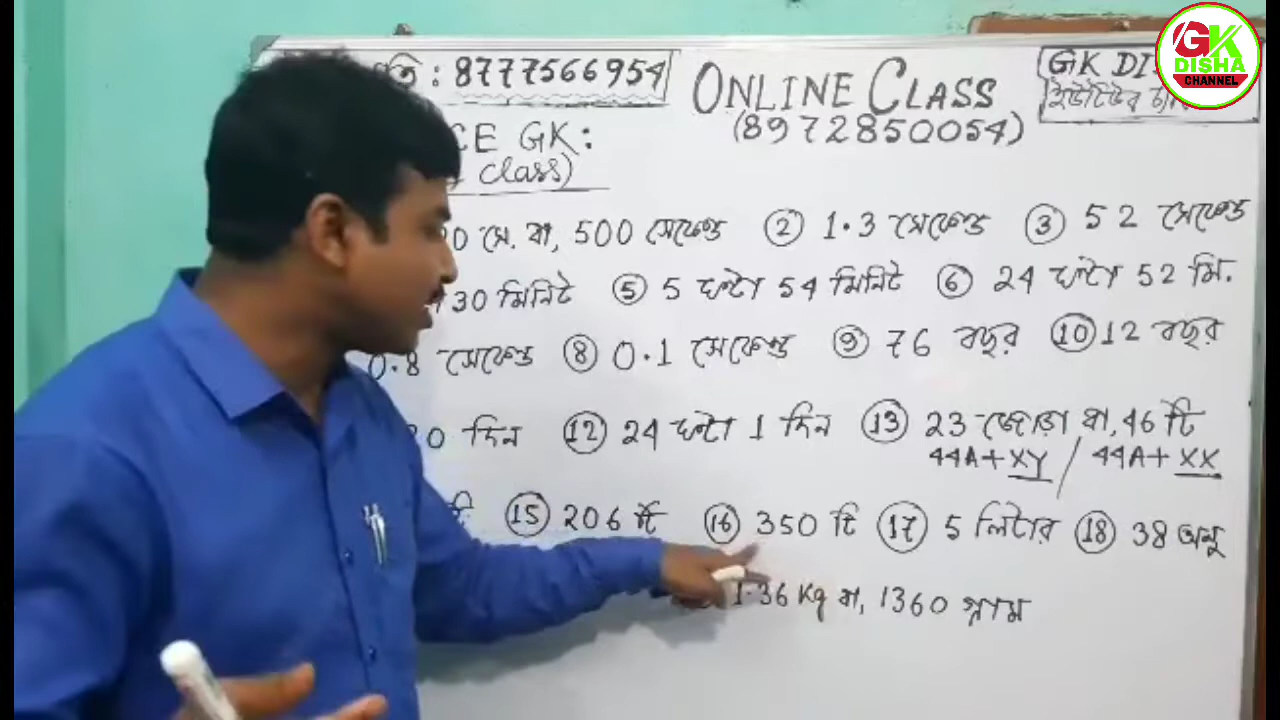 GK
DISHA
CHANNEL
: 8777566954
ONLINE CLASS
(8972850054)
GK
CE GK:
Class)
সে. বা, 500 সেকেন্ড ② 1.3 সেকেন্ড ③ 52 সেকেন্ড
30 মিনিট ⑤ 5 ঘন্টা 54 মিনিট ⑥ 24 ঘন্টা 52 মি.
0.8 সেকেন্ড ⑧ 0.1 সেকেন্ড ⑨ 76 বছর ⑩ 12 বছর
দিন ⑫ 24 ঘন্টা 1 দিন ⑬ 23 জোড়া বা, 46 টি
44A+XY / 44A+XX
টি ⑮ 206 টি ⑯ 350 টি ⑰ 5 লিটার ⑱ 38 অনু
1.36 Kg বা, 1360 গ্রাম